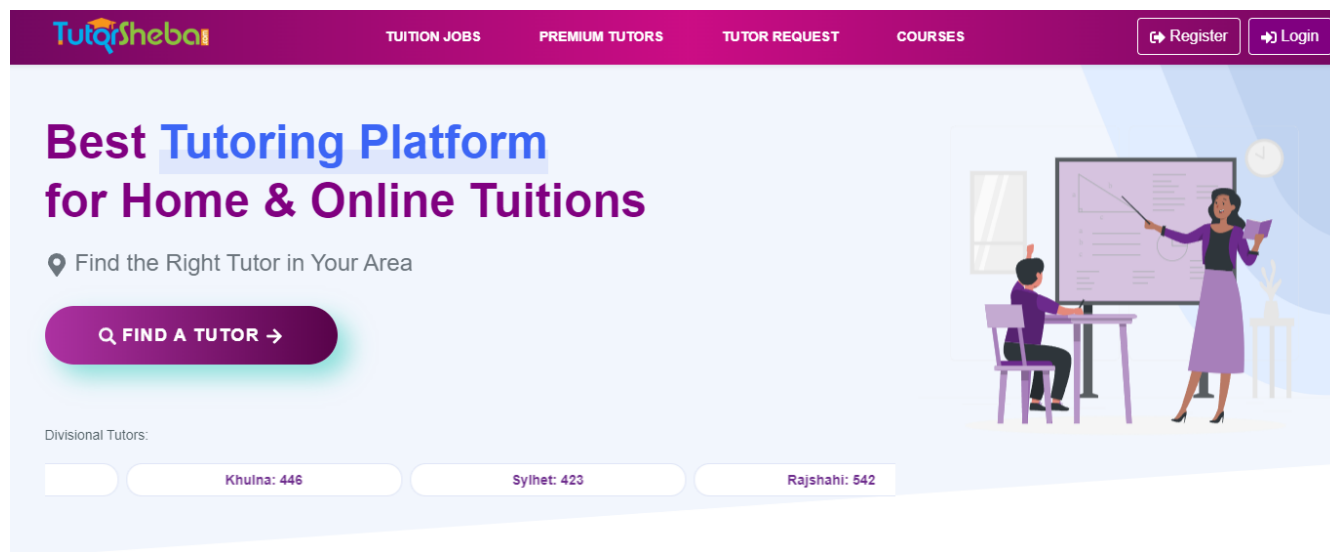 TutorSheba
TUITION JOBS
PREMIUM TUTORS
TUTOR REQUEST
COURSES
Register
Login
Best Tutoring Platform
for Home & Online Tuitions
Find the Right Tutor in Your Area
FIND A TUTOR
Divisional Tutors:
Khulna: 446
Sylhet: 423
Rajshahi: 542